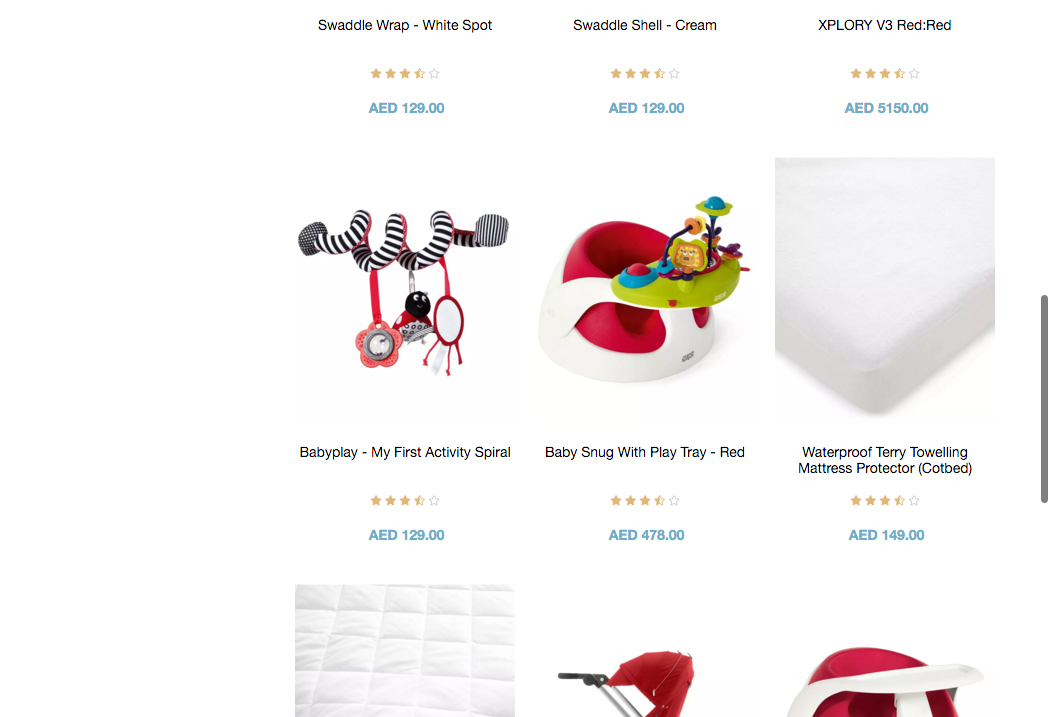 Swaddle Wrap - White Spot
Swaddle Shell - Cream
XPLORY V3 Red:Red
AED 129.00
AED 129.00
AED 5150.00
Babyplay - My First Activity Spiral
Baby Snug With Play Tray - Red
Waterproof Terry Towelling
Mattress Protector (Cotbed)
AED 129.00
AED 478.00
AED 149.00